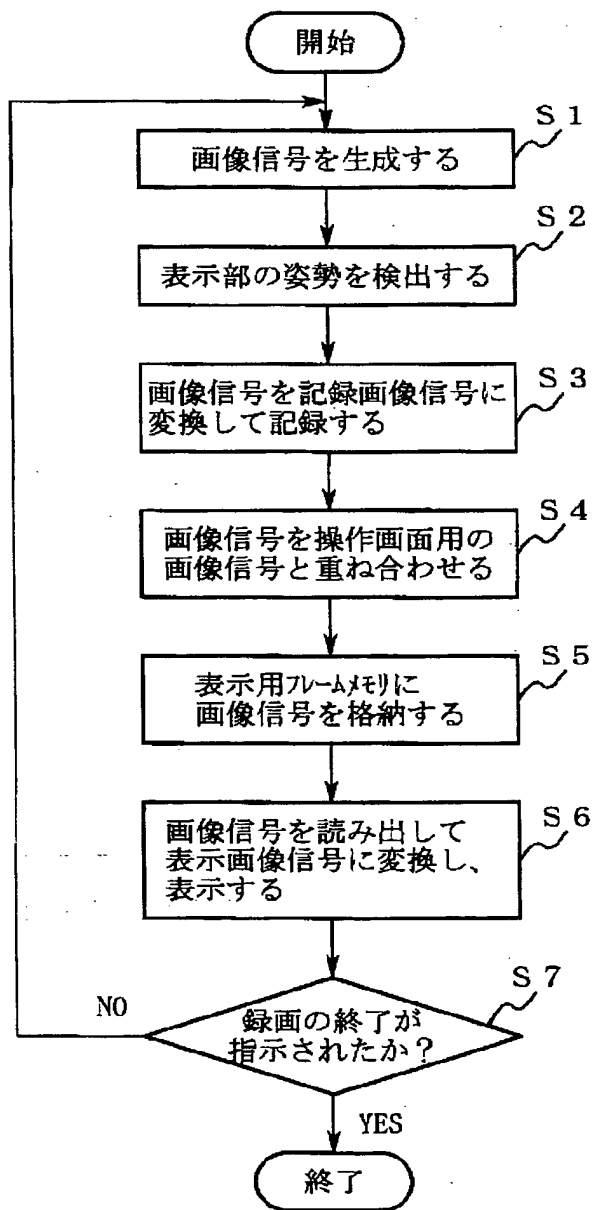 開始
S1
画像信号を生成する
S2
表示部の姿勢を検出する
S3
画像信号を記録画像信号に
変換して記録する
S4
画像信号を操作画面用の
画像信号と重ね合わせる
S5
表示用フレームメモリに
画像信号を格納する
S6
画像信号を読み出して
表示画像信号に変換し、
表示する
S7
NO
録画の終了が
指示されたか?
YES
終了